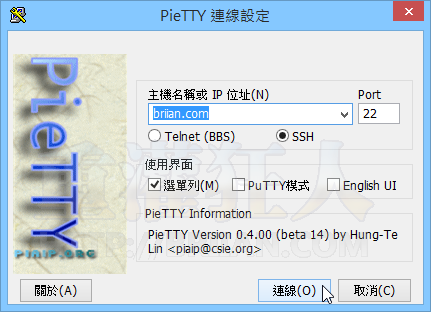 PieTTY 連線設定
PieTTY
PIAIP.ORG
主機名稱或 IP 位址(N)
Port
briian.com
22
Telnet (BBS)
SSH
使用界面
選單列(M)
PuTTY模式
English UI
PieTTY Information
PieTTY Version 0.4.00 (beta 14) by Hung-Te
Lin <piaip@csie.org>
關於(A)
連線(O)
取消(C)